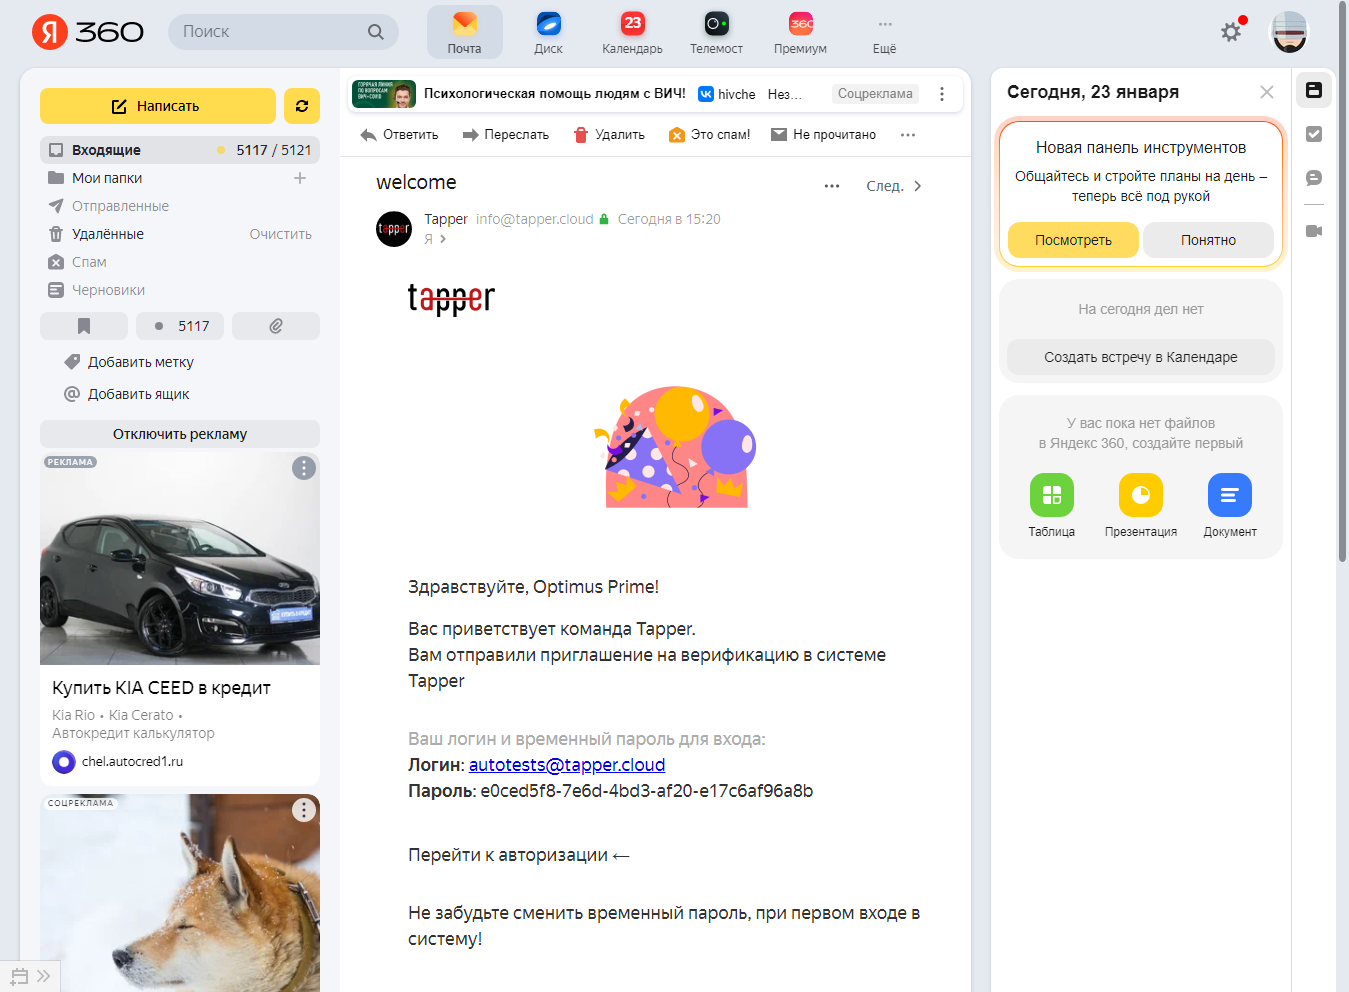 Я 360
Поиск
Почта
Диск
23
Календарь
Телемост
360
Премиум
Ещё
Написать
Входящие
5117 / 5121
Мои папки
Отправленные
Удалённые
Очистить
Спам
Черновики
5117
Добавить метку
Добавить ящик
Отключить рекламу
РЕКЛАМА
Купить KIA CEED в кредит
Kia Rio • Kia Cerato •
Автокредит калькулятор
chel.autocred1.ru
СОЦРЕКЛАМА
ГОРЯЧАЯ ЛИНИЯ
ПО ВОПРОСАМ
Психологическая помощь людям с ВИЧ!
hivche
Нез...
Соцреклама
Ответить
Переслать
Удалить
Это спам!
Не прочитано
welcome
След.
tapper
Tapper
info@tapper.cloud
Сегодня в 15:20
Я
tapper
Здравствуйте, Optimus Prime!
Вас приветствует команда Tapper.
Вам отправили приглашение на верификацию в системе
Tapper
Ваш логин и временный пароль для входа:
Логин: autotests@tapper.cloud
Пароль: e0ced5f8-7e6d-4bd3-af20-e17c6af96a8b
Перейти к авторизации ←
Не забудьте сменить временный пароль, при первом входе в
систему!
Сегодня, 23 января
Новая панель инструментов
Общайтесь и стройте планы на день –
теперь всё под рукой
Посмотреть
Понятно
На сегодня дел нет
Создать встречу в Календаре
У вас пока нет файлов
в Яндекс 360, создайте первый
Таблица
Презентация
Документ